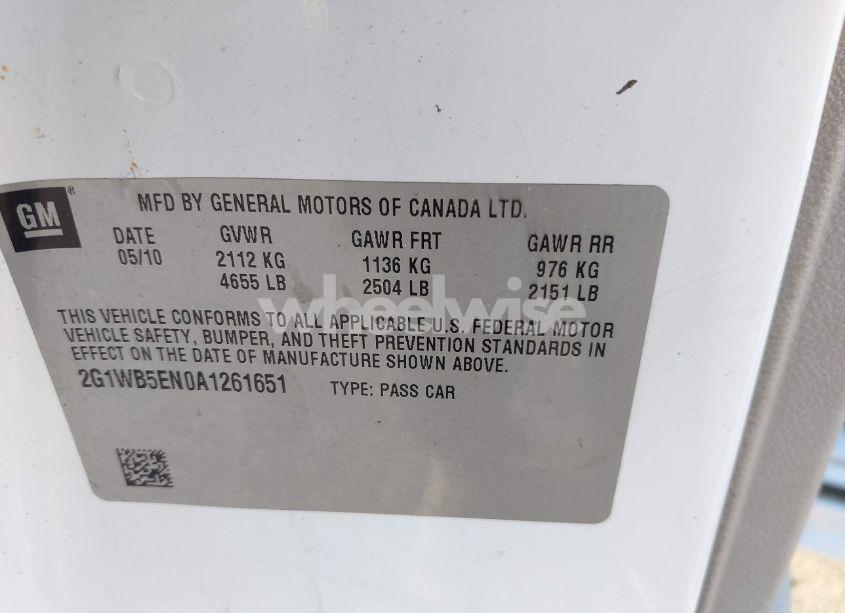 GM®
MFD BY GENERAL MOTORS OF CANADA LTD.
DATE GVWR GAWR FRT GAWR RR
05/10 2112 KG 1136 KG 976 KG
4655 LB 2504 LB 2151 LB
wheelwise
THIS VEHICLE CONFORMS TO ALL APPLICABLE U.S. FEDERAL MOTOR
VEHICLE SAFETY, BUMPER, AND THEFT PREVENTION STANDARDS IN
EFFECT ON THE DATE OF MANUFACTURE SHOWN ABOVE.
2G1WB5EN0A1261651 TYPE: PASS CAR